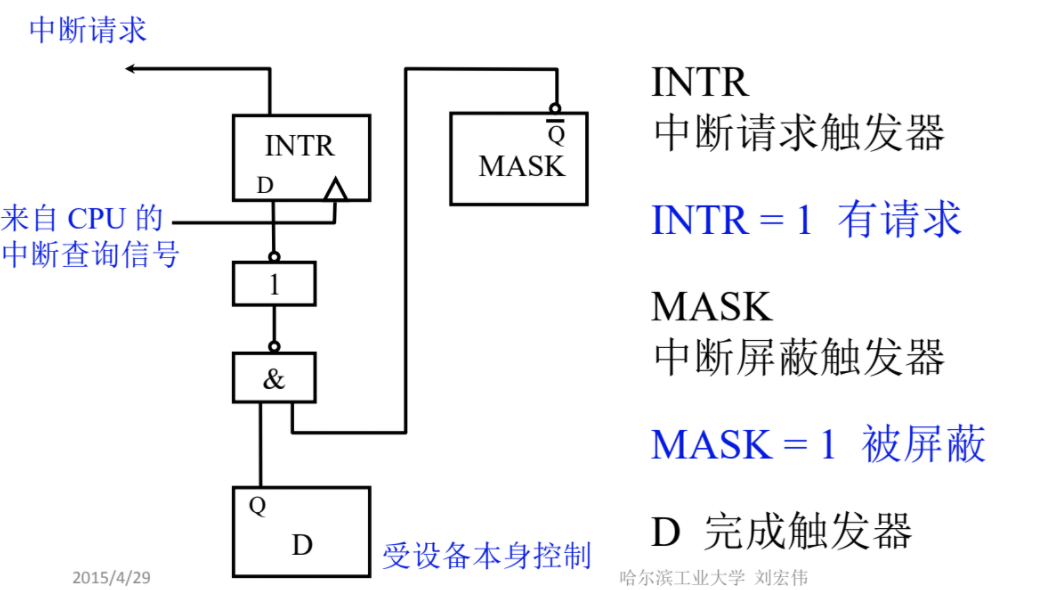 中断请求
INTR
D
来自 CPU 的
中断查询信号
1
&
Q
D
受设备本身控制
Q
MASK
INTR
中断请求触发器
INTR = 1 有请求
MASK
中断屏蔽触发器
MASK = 1 被屏蔽
D 完成触发器
2015/4/29
哈尔滨工业大学 刘宏伟